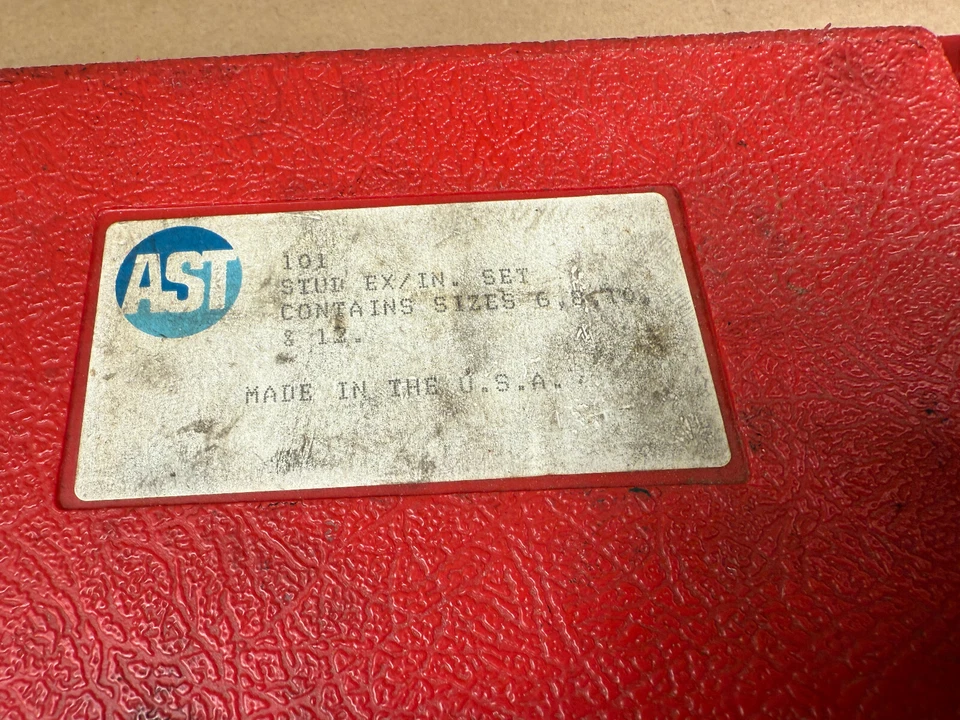 AST
101
STUD EX/IN. SET
CONTAINS SIZES 6,8,10,
& 12.
MADE IN THE U.S.A.